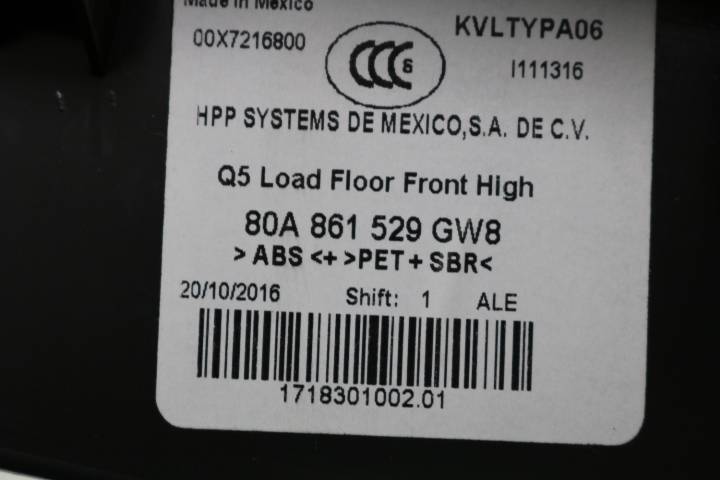 Made in Mexico
00X7216800
CCC S
KVLTYPA06
I111316
HPP SYSTEMS DE MEXICO,S.A. DE C.V.
Q5 Load Floor Front High
80A 861 529 GW8
>ABS<+>PET+SBR<
20/10/2016 Shift: 1 ALE
1718301002.01